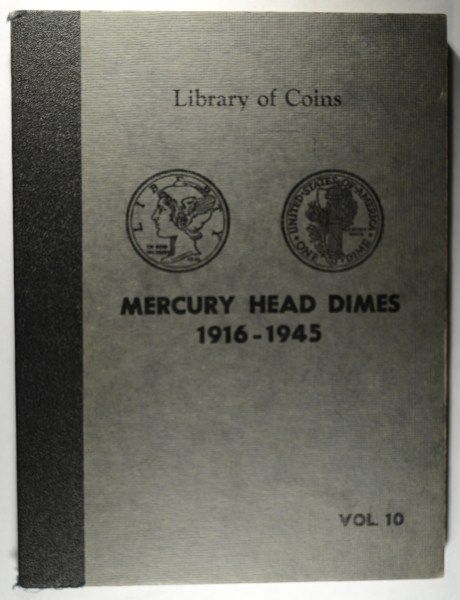 Library of Coins
LIBERTY
UNITED·STATES·OF·AMERICA
·ONE DIME·
MERCURY HEAD DIMES
1916-1945
VOL. 10